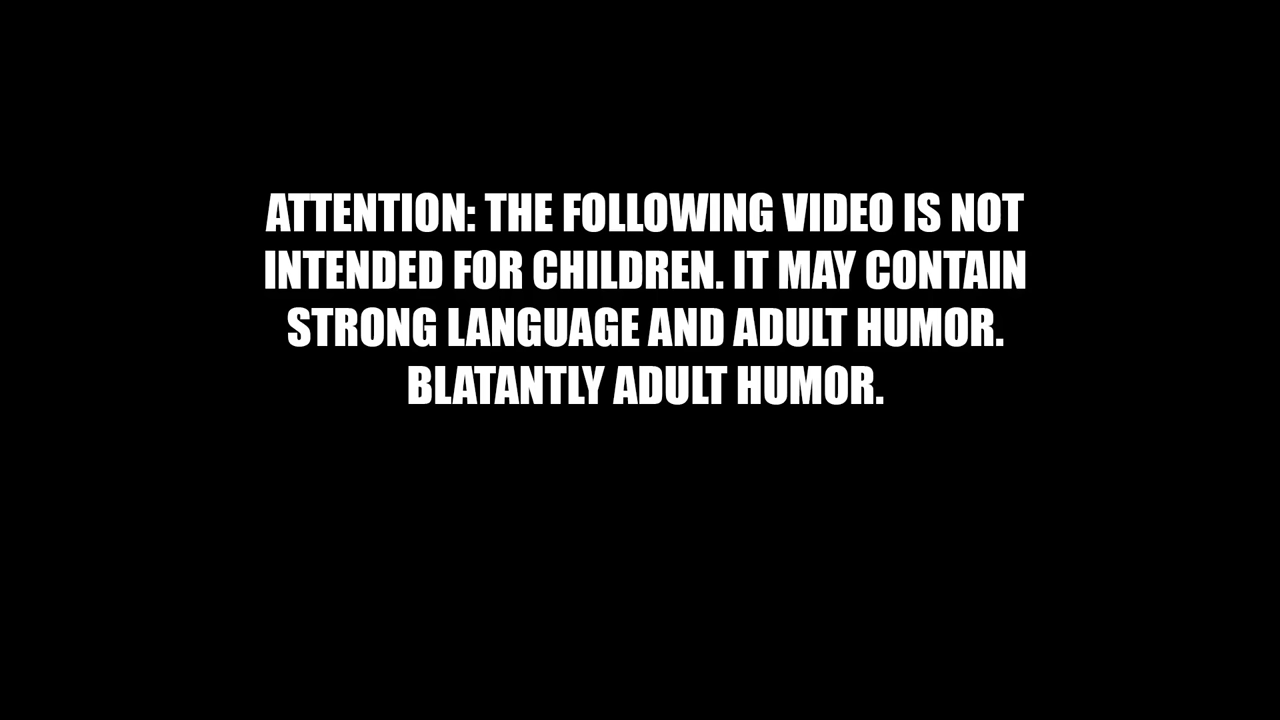 ATTENTION: THE FOLLOWING VIDEO IS NOT
INTENDED FOR CHILDREN. IT MAY CONTAIN
STRONG LANGUAGE AND ADULT HUMOR.
BLATANTLY ADULT HUMOR.